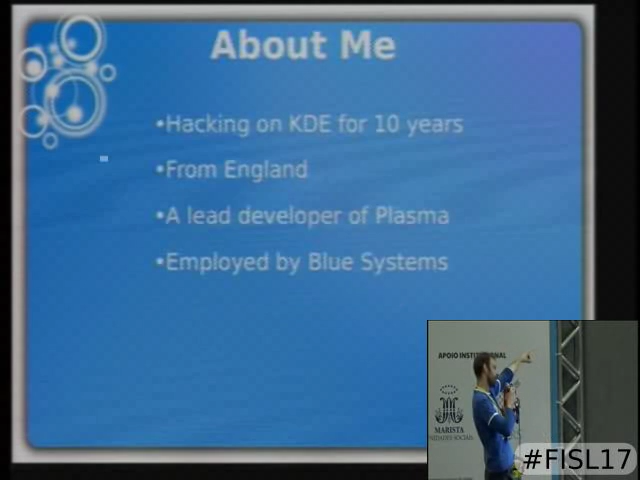 About Me
•Hacking on KDE for 10 years
•From England
•A lead developer of Plasma
•Employed by Blue Systems
APOIO INSTITUCIONAL
MARISTA
SOCIAIS
#FISL17